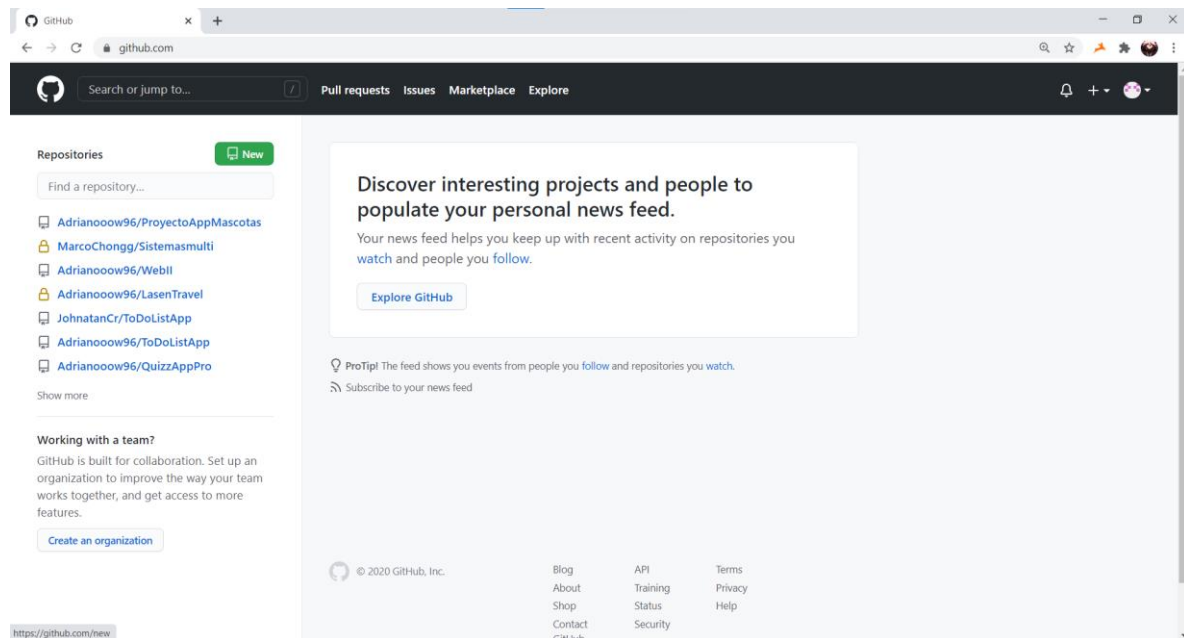 GitHub
github.com
Search or jump to...
/
Pull requests Issues Marketplace Explore
Repositories
New
Find a repository...
Adrianooow96/ProyectoAppMascotas
MarcoChongg/Sistemasmulti
Adrianooow96/WebII
Adrianooow96/LasenTravel
JohnatanCr/ToDoListApp
Adrianooow96/ToDoListApp
Adrianooow96/QuizzAppPro
Show more
Working with a team?
GitHub is built for collaboration. Set up an
organization to improve the way your team
works together, and get access to more
features.
Create an organization
Discover interesting projects and people to
populate your personal news feed.
Your news feed helps you keep up with recent activity on repositories you
watch and people you follow.
Explore GitHub
ProTip! The feed shows you events from people you follow and repositories you watch.
Subscribe to your news feed
© 2020 GitHub, Inc.
Blog
About
Shop
Contact
GitHub
API
Training
Status
Security
Terms
Privacy
Help
https://github.com/new